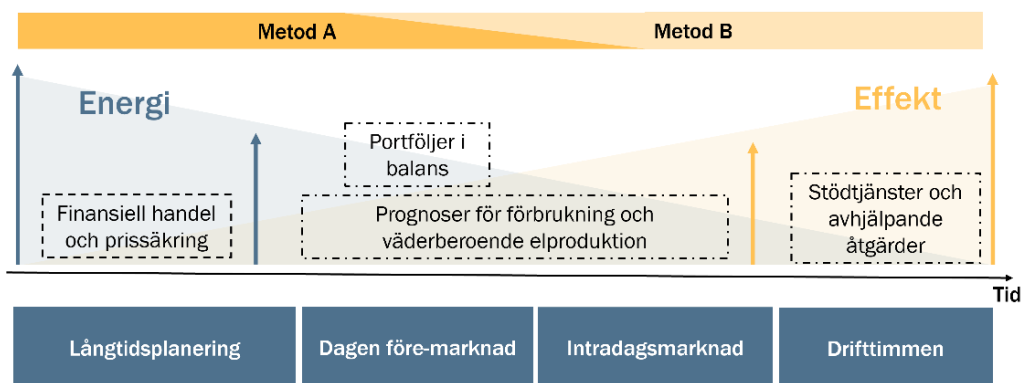 Metod A
Metod B
Energi
Effekt
Portföljer i
balans
Finansiell handel
och prissäkring
Prognoser för förbrukning och
väderberoende elproduktion
Stödtjänster och
avhjälpande
åtgärder
Tid
Långtidsplanering
Dagen före-marknad
Intradagsmarknad
Drifttimmen